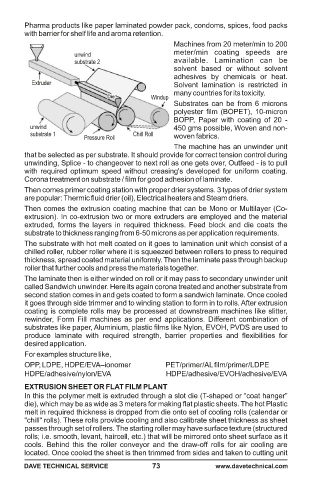 Pharma products like paper laminated powder pack, condoms, spices, food packs
with barrier for shelf life and aroma retention.
unwind
substrate 2
Extruder
Windup
unwind
substrate 1
Pressure Roll
Chill Roll
Machines from 20 meter/min to 200
meter/min coating speeds are
available. Lamination can be
solvent based or without solvent
adhesives by chemicals or heat.
Solvent lamination is restricted in
many countries for its toxicity.
Substrates can be from 6 microns
polyester film (BOPET), 10-micron
BOPP, Paper with coating of 20 -
450 gms possible, Woven and non-
woven fabrics.
The machine has an unwinder unit
that be selected as per substrate. It should provide for correct tension control during
unwinding, Splice - to changeover to next roll as one gets over, Outfeed - is to pull
with required optimum speed without creasing's developed for uniform coating.
Corona treatment on substrate / film for good adhesion of laminate.
Then comes primer coating station with proper drier systems. 3 types of drier system
are popular: Thermic fluid drier (oil), Electrical heaters and Steam driers.
Then comes the extrusion coating machine that can be Mono or Multilayer (Co-
extrusion). In co-extrusion two or more extruders are employed and the material
extruded, forms the layers in required thickness. Feed block and die coats the
substrate to thickness ranging from 6-50 microns as per application requirements.
The substrate with hot melt coated on it goes to lamination unit which consist of a
chilled roller, rubber roller where it is squeezed between rollers to press to required
thickness, spread coated material uniformly. Then the laminate pass through backup
roller that further cools and press the materials together.
The laminate then is either winded on roll or it may pass to secondary unwinder unit
called Sandwich unwinder. Here its again corona treated and another substrate from
second station comes in and gets coated to form a sandwich laminate. Once cooled
it goes through side trimmer and to winding station to form in to rolls. After extrusion
coating is complete rolls may be processed at downstream machines like slitter,
rewinder, Form Fill machines as per end applications. Different combination of
substrates like paper, Aluminium, plastic films like Nylon, EVOH, PVDS are used to
produce laminate with required strength, barrier properties and flexibilities for
desired application.
For examples structure like,
OPP, LDPE, HDPE/EVA–ionomer PET/primer/AL film/primer/LDPE
HDPE/adhesive/nylon/EVA HDPE/adhesive/EVOH/adhesive/EVA
EXTRUSION SHEET OR FLAT FILM PLANT
In this the polymer melt is extruded through a slot die (T-shaped or "coat hanger"
die), which may be as wide as 3 meters for making flat plastic sheets. The hot Plastic
melt in required thickness is dropped from die onto set of cooling rolls (calendar or
"chill" rolls). These rolls provide cooling and also calibrate sheet thickness as sheet
passes through set of rollers. The starting roller may have surface texture (structured
rolls; i.e. smooth, levant, haircell, etc.) that will be mirrored onto sheet surface as it
cools. Behind this the roller conveyor and the draw-off rolls for air cooling are
located. Once cooled the sheet is then trimmed from sides and taken to cutting unit
DAVE TECHNICAL SERVICE 73 www.davetechnical.com